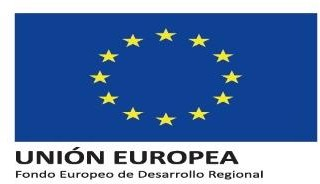 UNIÓN EUROPEA
Fondo Europeo de Desarrollo Regional